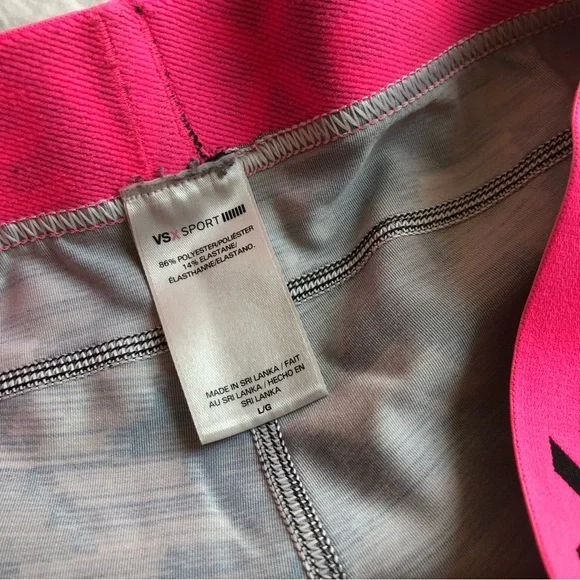 VSX SPORT
86% POLYESTER/POLIÉSTER
14% ELASTANE/
ÉLASTHANNE/ELASTANO.
MADE IN SRI LANKA / FAIT
AU SRI LANKA / HECHO EN
SRI LANKA
L/G